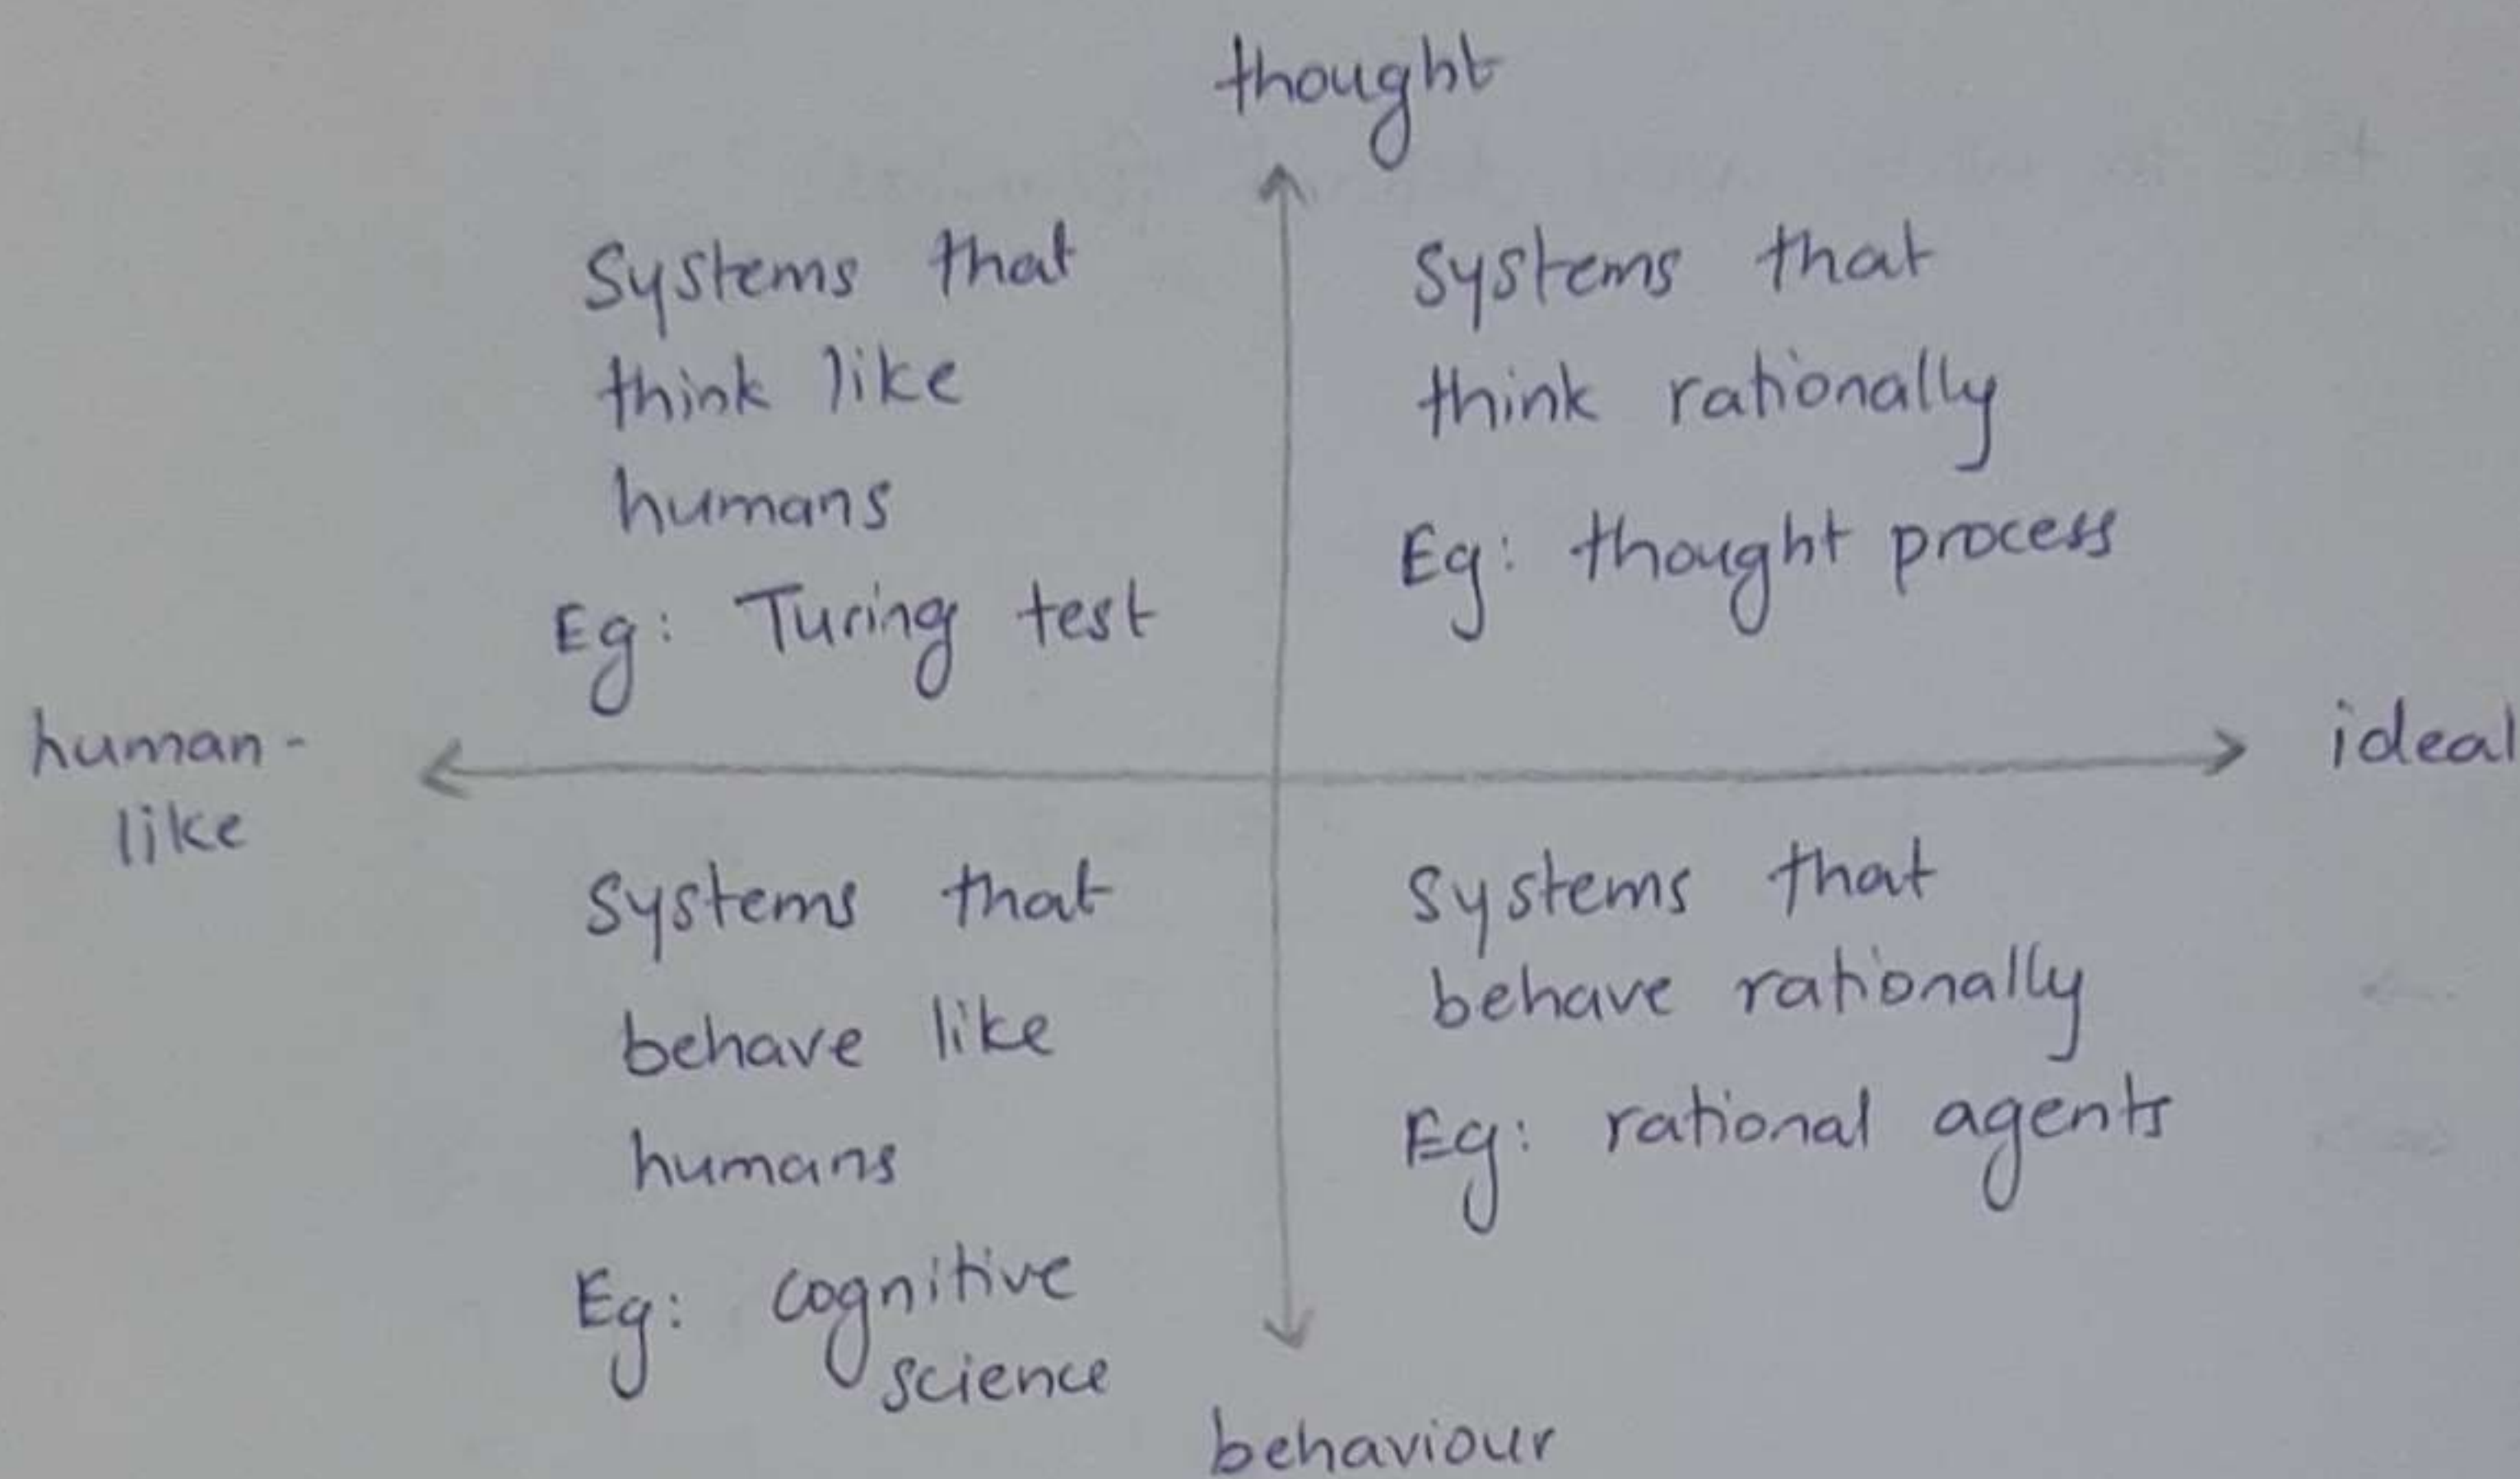 thought
Systems that
think like
humans
Eg: Turing test
Systems that
think rationally
Eg: thought process
human-
like
ideal
Systems that
behave like
humans
Eg: cognitive
science
Systems that
behave rationally
Eg: rational agents
behaviour